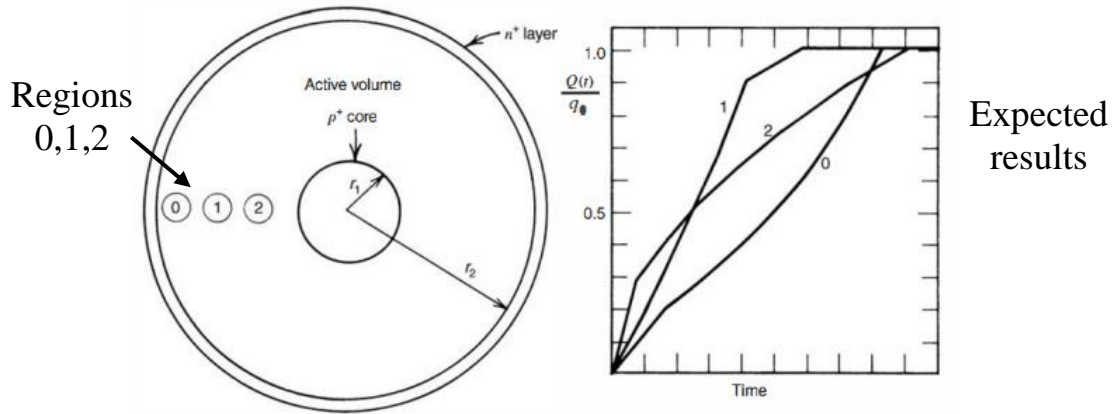 Regions
0,1,2
n⁺ layer
Active volume
p⁺ core
r₁
r₂
0
1
2
1.0
Q(t)
q₀
0.5
1
2
0
Time
Expected
results